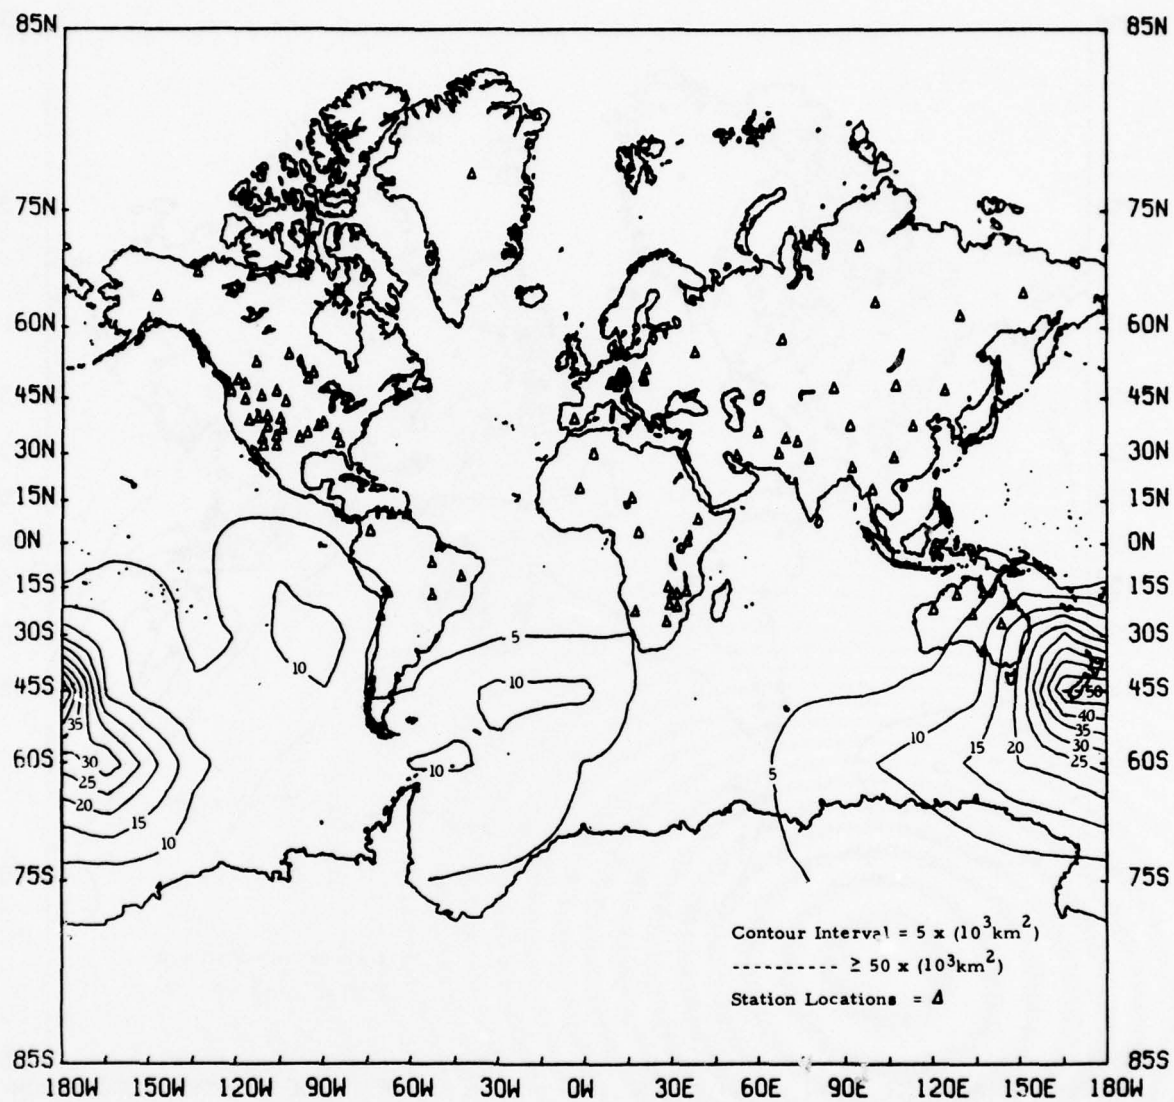 85N 85N
75N 75N
60N 60N
45N 45N
30N 30N
15N 15N
0N 0N
15S 15S
30S 5 30S
10
45S 10 50 45S
35 40
10 15 20 35
30 30
60S 10 5 25 60S
25
20
15
10
75S 75S
Contour Interval = 5 x (10³km²)
--------- ≥ 50 x (10³km²)
Station Locations = Δ
85S 85S
180W 150W 120W 90W 60W 30W 0W 30E 60E 90E 120E 150E 180W